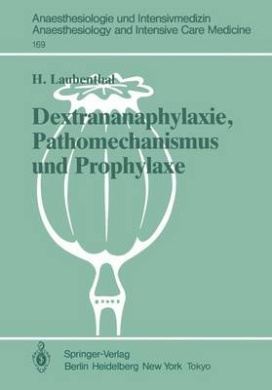 Anaesthesiologie und Intensivmedizin
Anaesthesiology and Intensive Care Medicine
169
H. Laubenthal
Dextrananaphylaxie,
Pathomechanismus
und Prophylaxe
Springer-Verlag
Berlin Heidelberg New York Tokyo